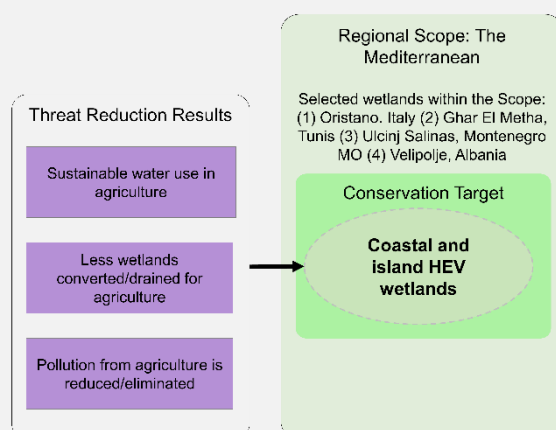 Threat Reduction Results
Sustainable water use in
agriculture
Less wetlands
converted/drained for
agriculture
Pollution from agriculture is
reduced/eliminated
Regional Scope: The
Mediterranean
Selected wetlands within the Scope:
(1) Oristano. Italy (2) Ghar El Metha,
Tunis (3) Ulcinj Salinas, Montenegro
MO (4) Velipolje, Albania
Conservation Target
Coastal and
island HEV
wetlands